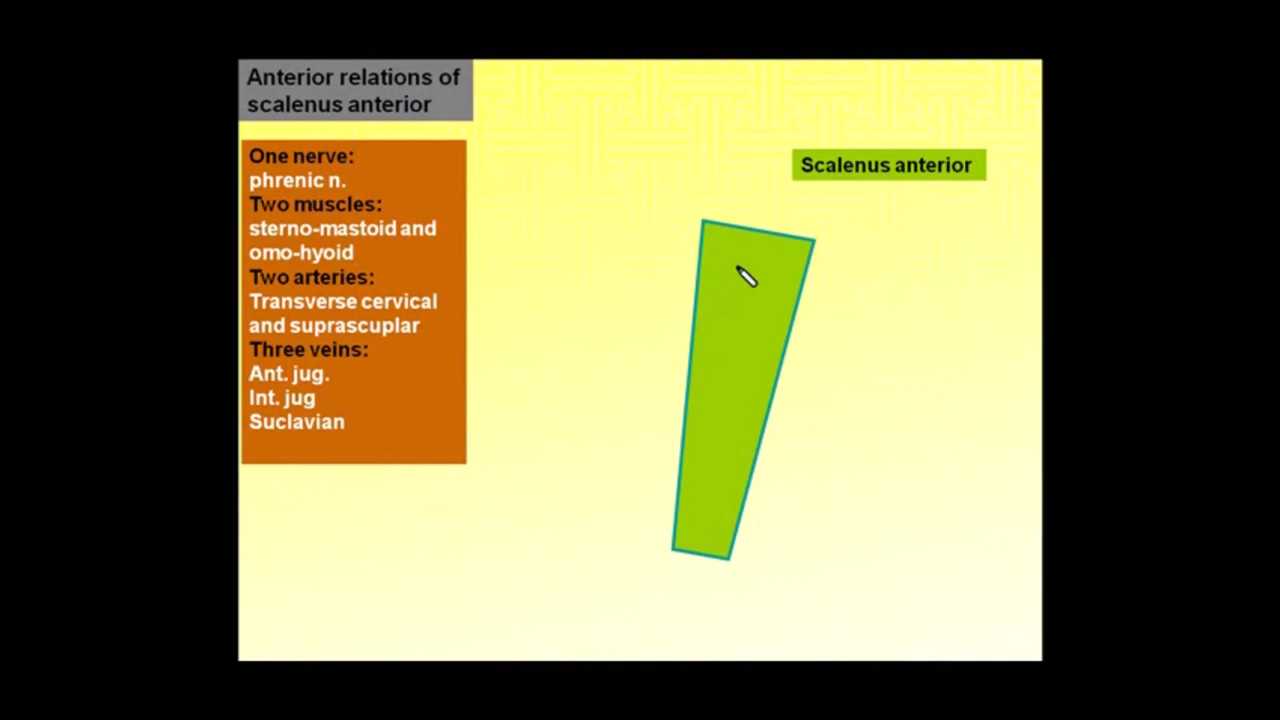 Anterior relations of
scalenus anterior
One nerve:
phrenic n.
Two muscles:
sterno-mastoid and
omo-hyoid
Two arteries:
Transverse cervical
and suprascuplar
Three veins:
Ant. jug.
Int. jug
Suclavian
Scalenus anterior